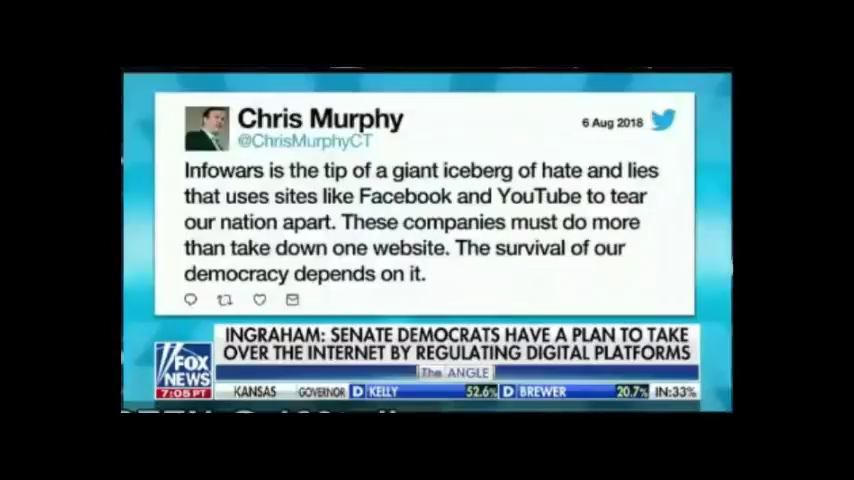 Chris Murphy
@ChrisMurphyCT
6 Aug 2018
Infowars is the tip of a giant iceberg of hate and lies
that uses sites like Facebook and YouTube to tear
our nation apart. These companies must do more
than take down one website. The survival of our
democracy depends on it.
INGRAHAM: SENATE DEMOCRATS HAVE A PLAN TO TAKE
OVER THE INTERNET BY REGULATING DIGITAL PLATFORMS
The ANGLE
FOX
NEWS
7:05 PT
KANSAS GOVERNOR D KELLY 52.6% D BREWER 20.7% IN:33%